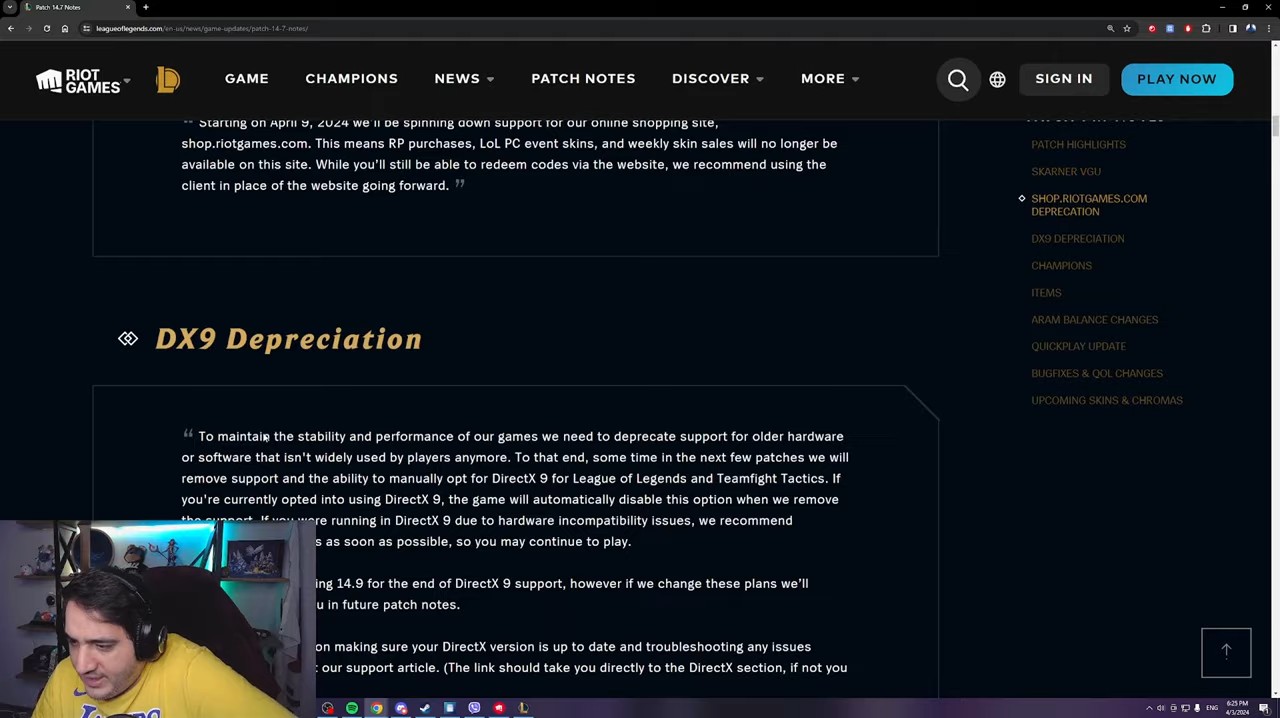 Patch 14.7 Notes
leagueoflegends.com/en-us/news/game-updates/patch-14-7-notes/
RIOT GAMES
GAME
CHAMPIONS
NEWS
PATCH NOTES
DISCOVER
MORE
SIGN IN
PLAY NOW
“ Starting on April 9, 2024 we'll be spinning down support for our online shopping site,
shop.riotgames.com. This means RP purchases, LoL PC event skins, and weekly skin sales will no longer be
available on this site. While you'll still be able to redeem codes via the website, we recommend using the
client in place of the website going forward. ”
DX9 Depreciation
“ To maintain the stability and performance of our games we need to deprecate support for older hardware
or software that isn't widely used by players anymore. To that end, some time in the next few patches we will
remove support and the ability to manually opt for DirectX 9 for League of Legends and Teamfight Tactics. If
you're currently opted into using DirectX 9, the game will automatically disable this option when we remove
the support. If you were running in DirectX 9 due to hardware incompatibility issues, we recommend
s as soon as possible, so you may continue to play.
ing 14.9 for the end of DirectX 9 support, however if we change these plans we'll
u in future patch notes.
on making sure your DirectX version is up to date and troubleshooting any issues
t our support article. (The link should take you directly to the DirectX section, if not you
PATCH HIGHLIGHTS
SKARNER VGU
SHOP.RIOTGAMES.COM
DEPRECATION
DX9 DEPRECIATION
CHAMPIONS
ITEMS
ARAM BALANCE CHANGES
QUICKPLAY UPDATE
BUGFIXES & QOL CHANGES
UPCOMING SKINS & CHROMAS
ENG
6:25 PM
4/3/2024